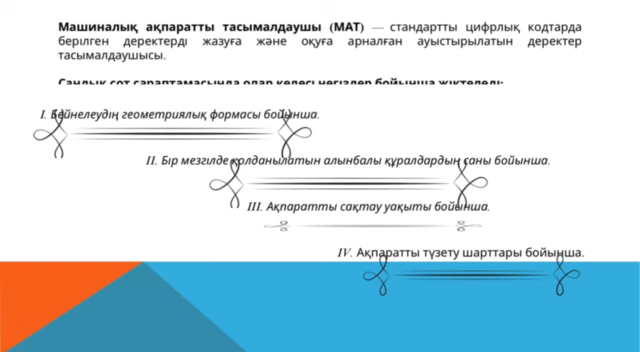 Машиналық ақпаратты тасымалдаушы (МАТ) — стандартты цифрлық кодтарда
берілген деректерді жазуға және оқуға арналған ауыстырылатын деректер
тасымалдаушысы.
Сандық сот сараптамасында олар келесі негіздер бойынша жіктеледі:
I. Бейнелеудің геометриялық формасы бойынша.
II. Бір мезгілде қолданылатын алынбалы құралдардың саны бойынша.
III. Ақпаратты сақтау уақыты бойынша.
IV. Ақпаратты түзету шарттары бойынша.